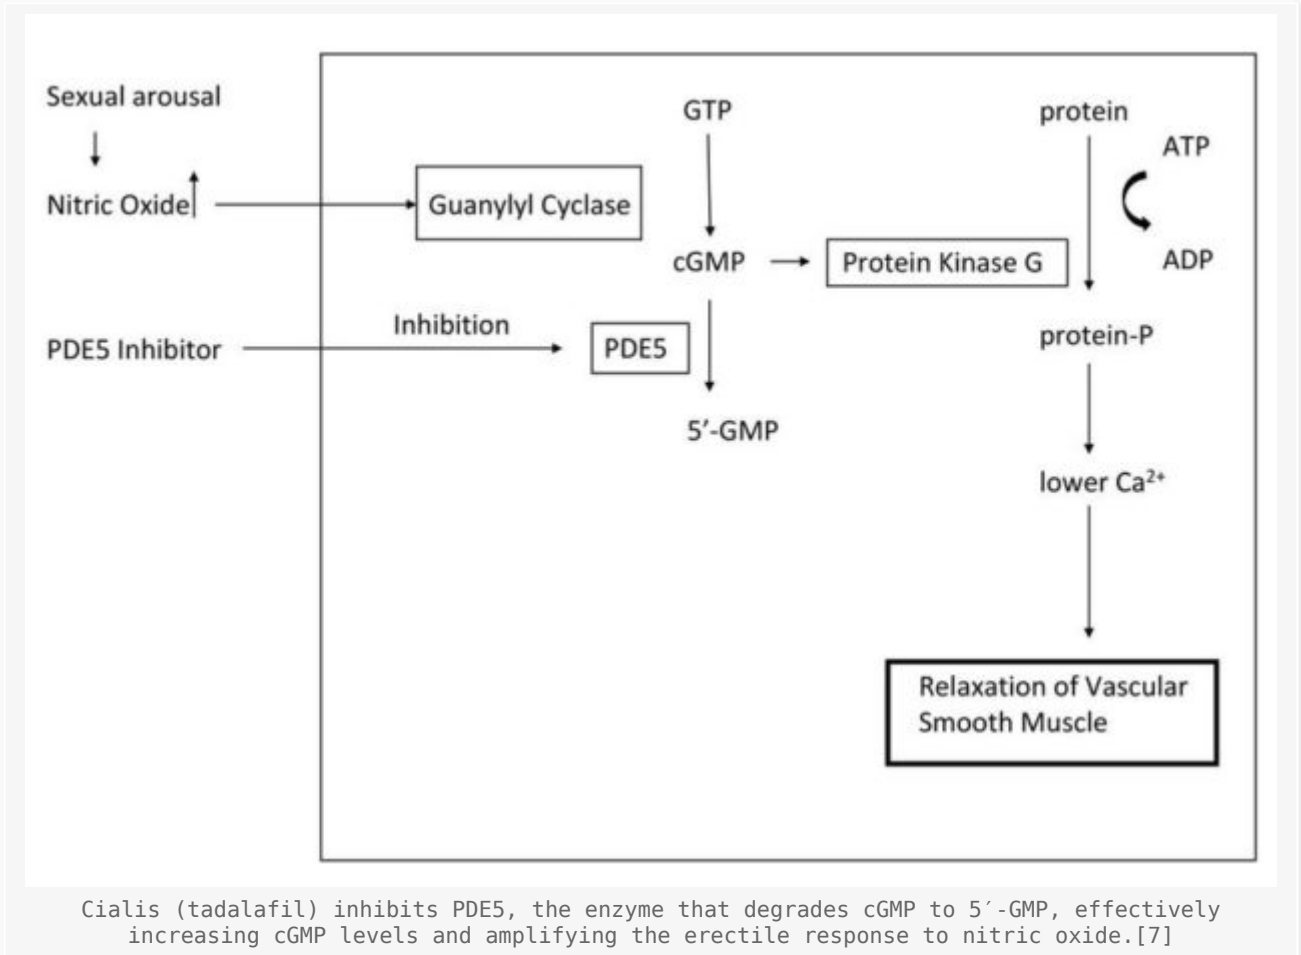 Sexual arousal
Nitric Oxide
Guanylyl Cyclase
GTP
cGMP
Protein Kinase G
protein
ATP
ADP
PDE5 Inhibitor
Inhibition
PDE5
5′-GMP
protein-P
lower Ca²⁺
Relaxation of Vascular
Smooth Muscle
Cialis (tadalafil) inhibits PDE5, the enzyme that degrades cGMP to 5′-GMP, effectively
increasing cGMP levels and amplifying the erectile response to nitric oxide.[7]